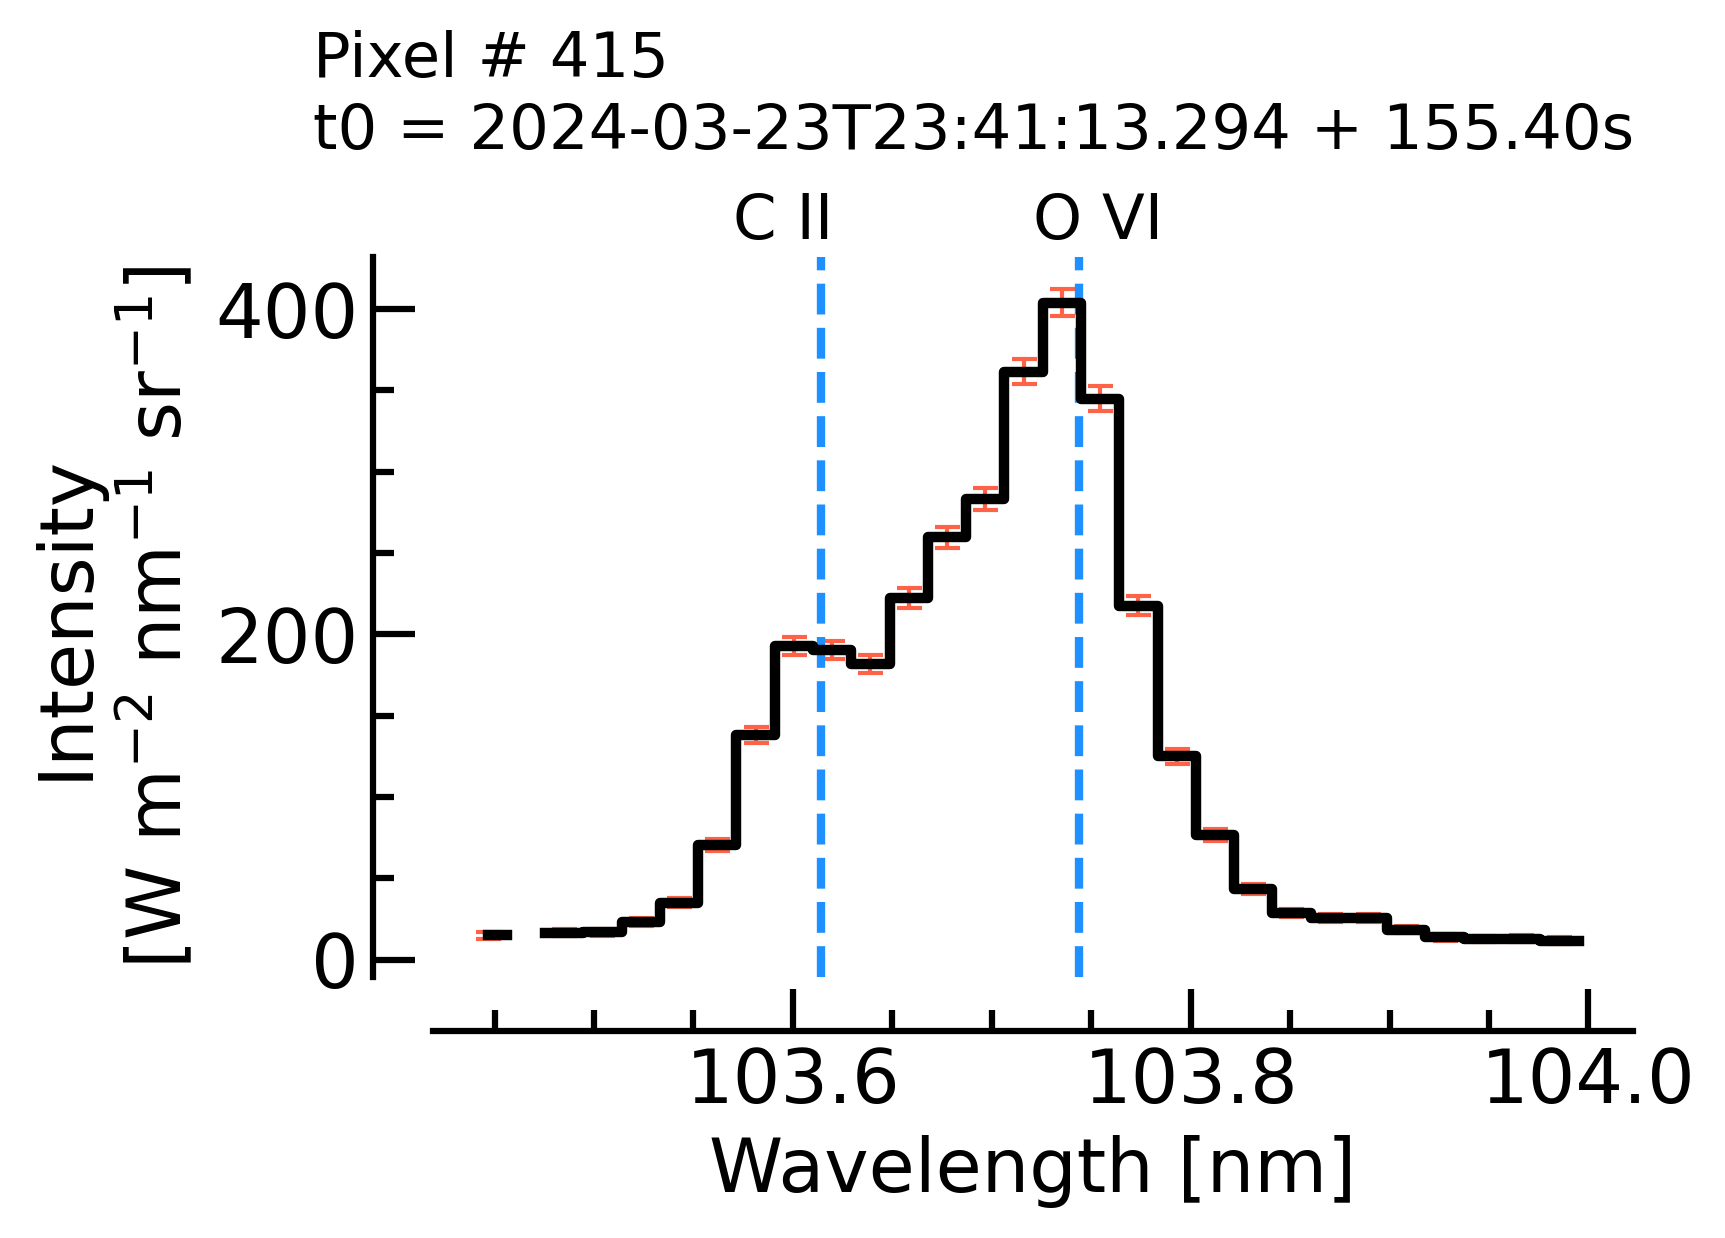 Pixel # 415
t0 = 2024-03-23T23:41:13.294 + 155.40s
C II
O VI
Intensity
[W m⁻² nm⁻¹ sr⁻¹]
400
200
0
103.6
103.8
104.0
Wavelength [nm]